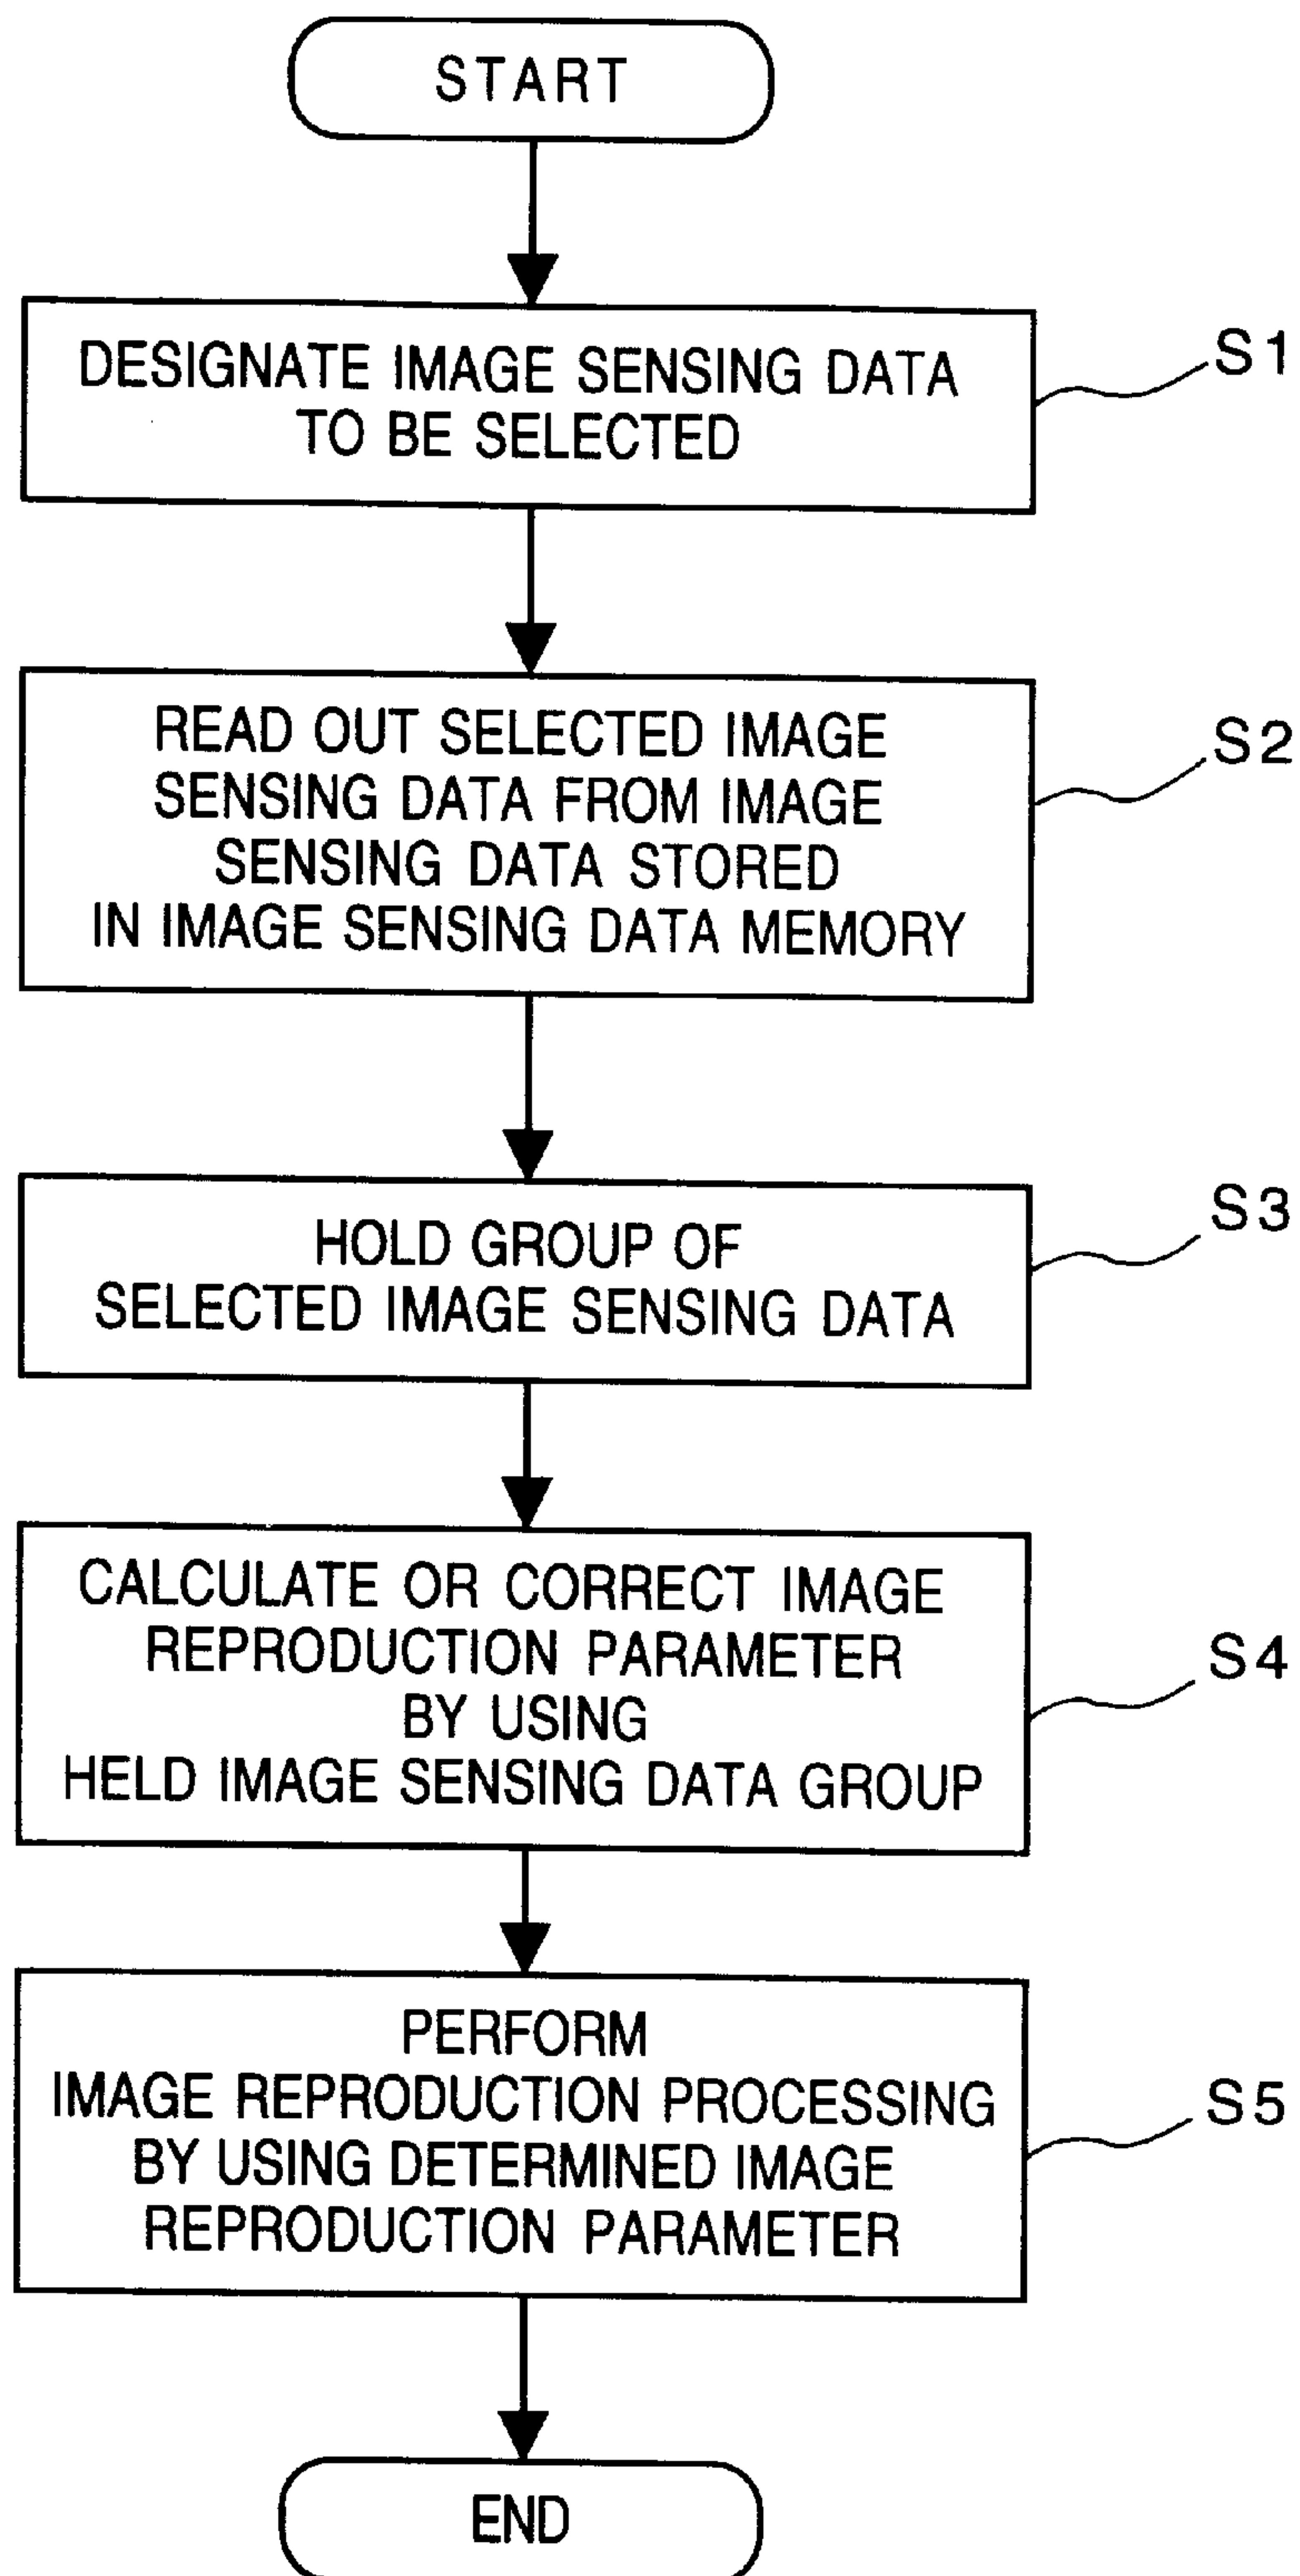 START
DESIGNATE IMAGE SENSING DATA
TO BE SELECTED
S1
READ OUT SELECTED IMAGE
SENSING DATA FROM IMAGE
SENSING DATA STORED
IN IMAGE SENSING DATA MEMORY
S2
HOLD GROUP OF
SELECTED IMAGE SENSING DATA
S3
CALCULATE OR CORRECT IMAGE
REPRODUCTION PARAMETER
BY USING
HELD IMAGE SENSING DATA GROUP
S4
PERFORM
IMAGE REPRODUCTION PROCESSING
BY USING DETERMINED IMAGE
REPRODUCTION PARAMETER
S5
END